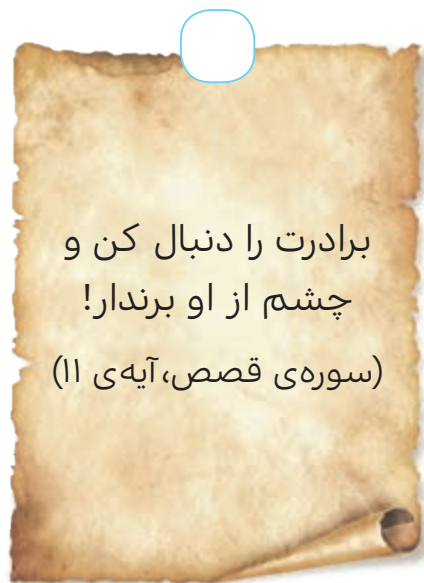 برادرت را دنبال کن و
چشم از او برندار!
(سوره‌ی قصص، آیه‌ی ۱۱)